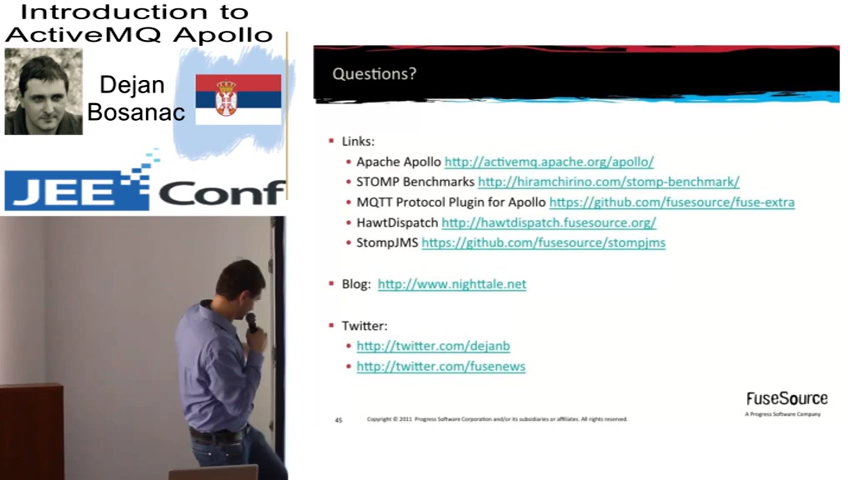 Introduction to
ActiveMQ Apollo
Dejan
Bosanac
JEE Conf
Questions?
Links:
Apache Apollo http://activemq.apache.org/apollo/
STOMP Benchmarks http://hiramchirino.com/stomp-benchmark/
MQTT Protocol Plugin for Apollo https://github.com/fusesource/fuse-extra
HawtDispatch http://hawtdispatch.fusesource.org/
StompJMS https://github.com/fusesource/stompjms
Blog: http://www.nighttale.net
Twitter:
http://twitter.com/dejanb
http://twitter.com/fusenews
FuseSource
A Progress Software Company
45 Copyright © 2011 Progress Software Corporation and/or its subsidiaries or affiliates. All rights reserved.